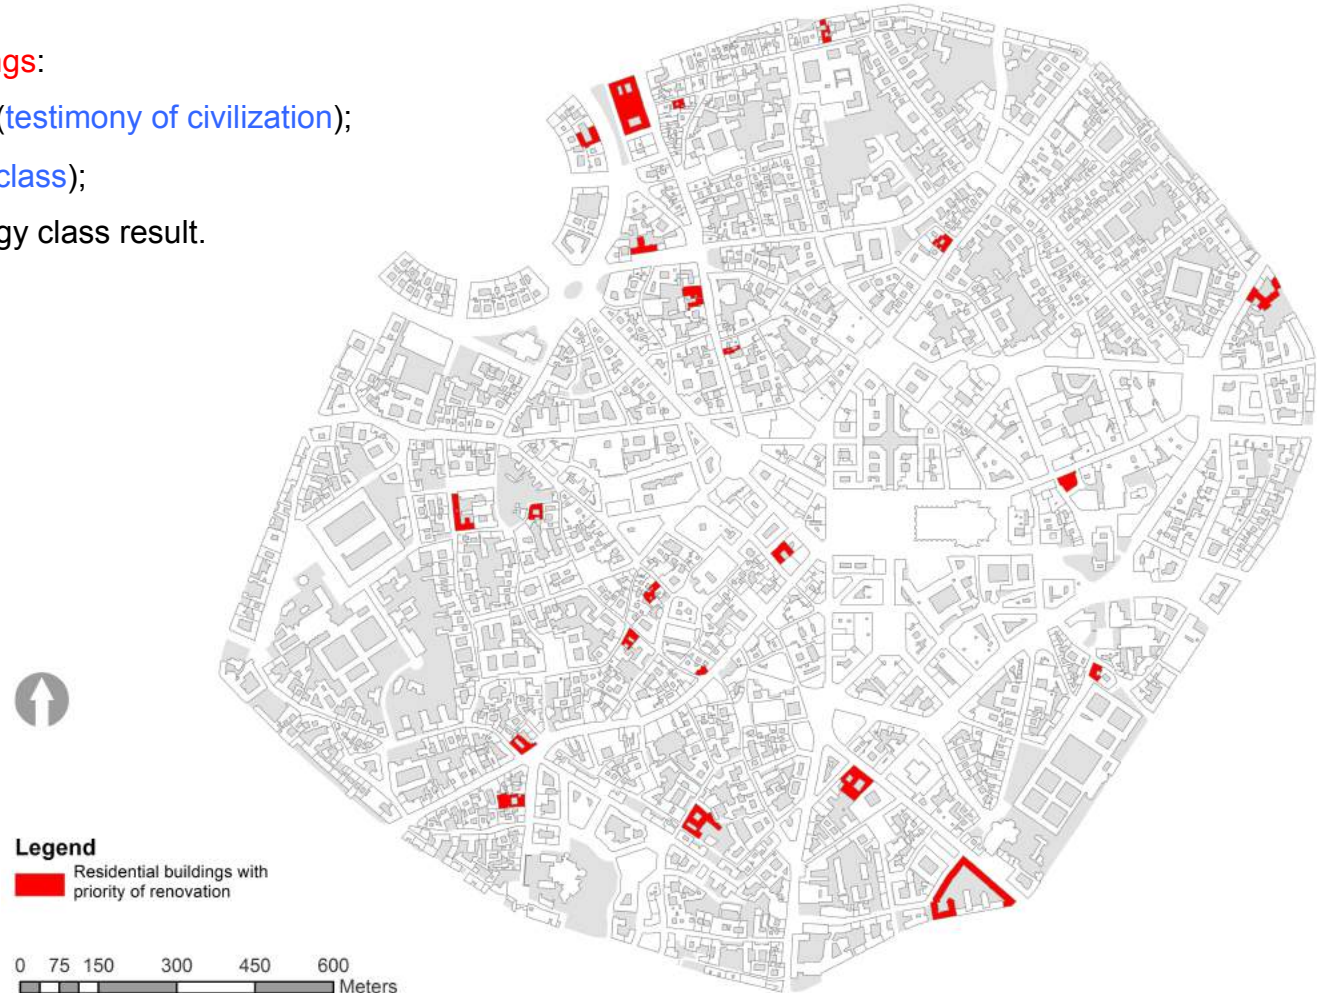 ngs:
(testimony of civilization);
class);
gy class result.
Legend
Residential buildings with
priority of renovation
0 75 150 300 450 600
Meters